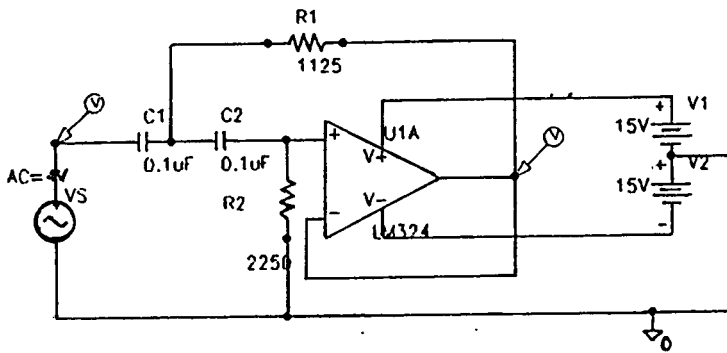 R1
1125
V
C1
C2
0.1uF
0.1uF
+
-
U1A
V+
V-
LM324
V
+
V1
15V
V2
+
15V
-
AC=
VS
R2
2250
0